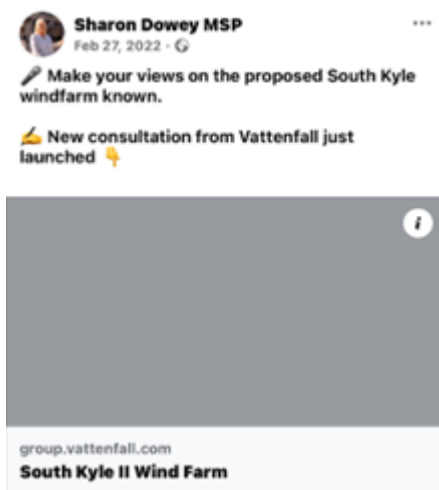 Sharon Dowey MSP
Feb 27, 2022 ·
🎤 Make your views on the proposed South Kyle
windfarm known.
✍️ New consultation from Vattenfall just
launched 👇
i
group.vattenfall.com
South Kyle II Wind Farm